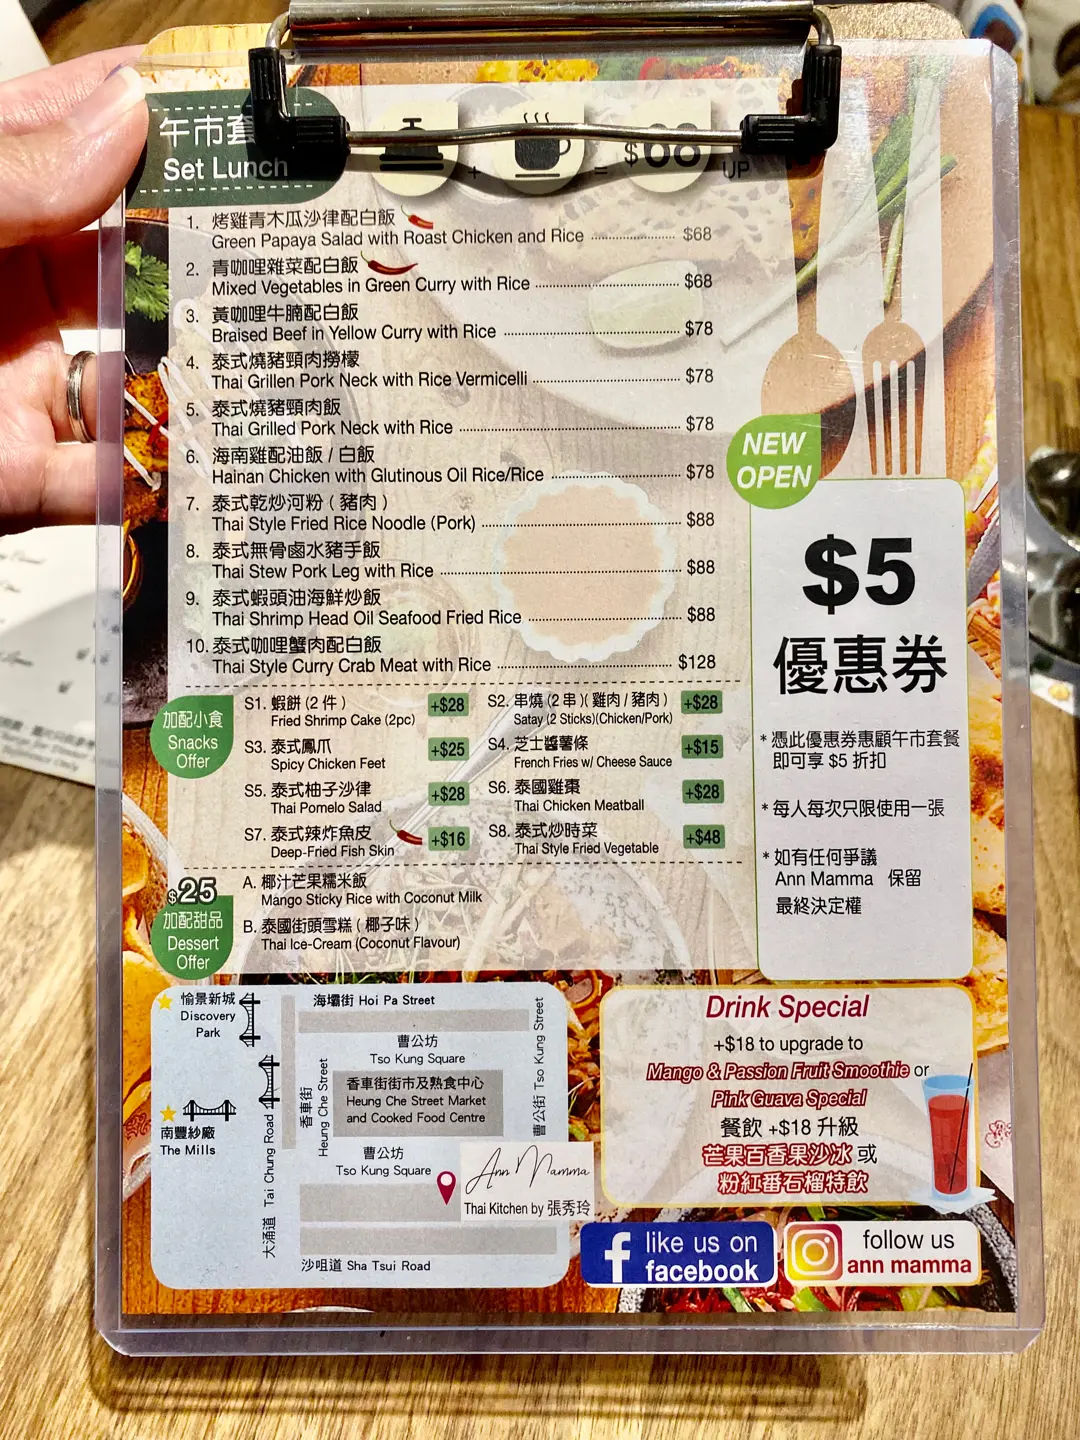 午市套
Set Lunch
+
=
$68
UP
1. 烤雞青木瓜沙律配白飯
Green Papaya Salad with Roast Chicken and Rice $68
2. 青咖哩雜菜配白飯
Mixed Vegetables in Green Curry with Rice $68
3. 黃咖哩牛腩配白飯
Braised Beef in Yellow Curry with Rice $78
4. 泰式燒豬頸肉撈檬
Thai Grillen Pork Neck with Rice Vermicelli $78
5. 泰式燒豬頸肉飯
Thai Grilled Pork Neck with Rice $78
6. 海南雞配油飯 / 白飯
Hainan Chicken with Glutinous Oil Rice/Rice $78
7. 泰式乾炒河粉 ( 豬肉 )
Thai Style Fried Rice Noodle (Pork) $88
8. 泰式無骨鹵水豬手飯
Thai Stew Pork Leg with Rice $88
9. 泰式蝦頭油海鮮炒飯
Thai Shrimp Head Oil Seafood Fried Rice $88
10. 泰式咖哩蟹肉配白飯
Thai Style Curry Crab Meat with Rice $128
加配小食
Snacks
Offer
S1. 蝦餅 (2 件)
Fried Shrimp Cake (2pc) +$28
S2. 串燒 (2 串)( 雞肉 / 豬肉 )
Satay (2 Sticks)(Chicken/Pork) +$28
S3. 泰式鳳爪
Spicy Chicken Feet +$25
S4. 芝士醬薯條
French Fries w/ Cheese Sauce +$15
S5. 泰式柚子沙律
Thai Pomelo Salad +$28
S6. 泰國雞棗
Thai Chicken Meatball +$28
S7. 泰式辣炸魚皮
Deep-Fried Fish Skin +$16
S8. 泰式炒時菜
Thai Style Fried Vegetable +$48
$25
加配甜品
Dessert
Offer
A. 椰汁芒果糯米飯
Mango Sticky Rice with Coconut Milk
B. 泰國街頭雪糕 ( 椰子味 )
Thai Ice-Cream (Coconut Flavour)
NEW
OPEN
$5
優惠券
* 憑此優惠券惠顧午市套餐
即可享 $5 折扣
* 每人每次只限使用一張
* 如有任何爭議
Ann Mamma 保留
最終決定權
愉景新城
Discovery
Park
南豐紗廠
The Mills
大涌道 Tai Chung Road
海壩街 Hoi Pa Street
曹公坊
Tso Kung Square
香車街街市及熟食中心
Heung Che Street Market
and Cooked Food Centre
香車街
Heung Che Street
曹公街 Tso Kung Street
曹公坊
Tso Kung Square
Ann Mamma
Thai Kitchen by 張秀玲
沙咀道 Sha Tsui Road
Drink Special
+$18 to upgrade to
Mango & Passion Fruit Smoothie or
Pink Guava Special
餐飲 +$18 升級
芒果百香果沙冰 或
粉紅番石榴特飲
like us on
facebook
follow us
ann mamma